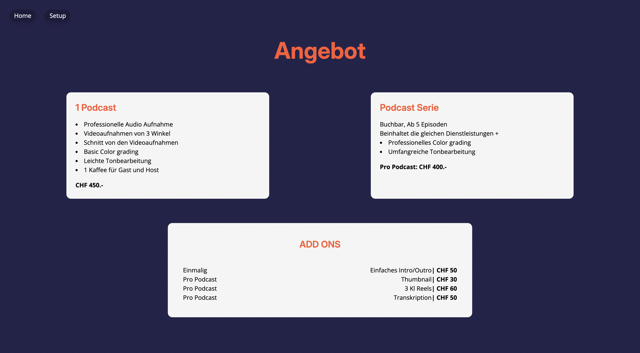 Home
Setup
Angebot
1 Podcast
• Professionelle Audio Aufnahme
• Videoaufnahmen von 3 Winkel
• Schnitt von den Videoaufnahmen
• Basic Color grading
• Leichte Tonbearbeitung
• 1 Kaffee für Gast und Host
CHF 450.-
Podcast Serie
Buchbar, Ab 5 Episoden
Beinhaltet die gleichen Dienstleistungen +
• Professionelles Color grading
• Umfangreiche Tonbearbeitung
Pro Podcast: CHF 400.-
ADD ONS
Einmalig Einfaches Intro/Outro| CHF 50
Pro Podcast Thumbnail| CHF 30
Pro Podcast 3 Kl Reels| CHF 60
Pro Podcast Transkription| CHF 50